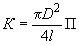 K = πD²/4l П